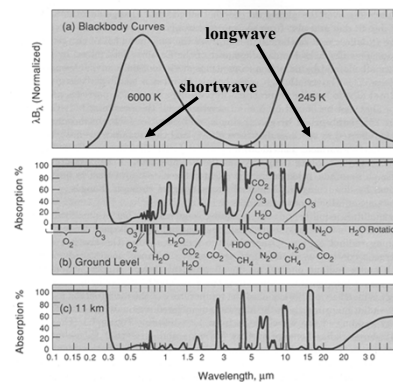 (a) Blackbody Curves
longwave
shortwave
6000 K
245 K
λBλ (Normalized)
100
80
60
40
20
0
Absorption %
CO2
O3
H2O
O3
O2
O3
O2
H2O
CO
N2O
H2O Rotation
H2O
CO2
H2O
CO2
HDO
CH4
N2O
N2O
CH4
CO2
(b) Ground Level
100
80
60
40
20
0
Absorption %
(c) 11 km
0.1 0.15 0.2 0.3 0.5 1 1.5 2 3 5 10 15 20 30
Wavelength, µm